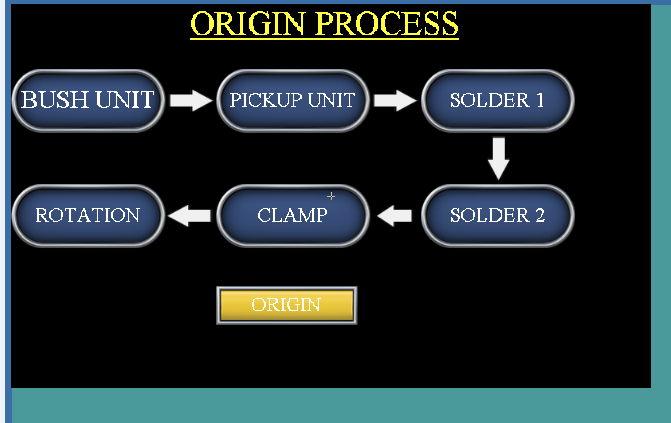 ORIGIN PROCESS
BUSH UNIT
PICKUP UNIT
SOLDER 1
SOLDER 2
CLAMP
ROTATION
ORIGIN